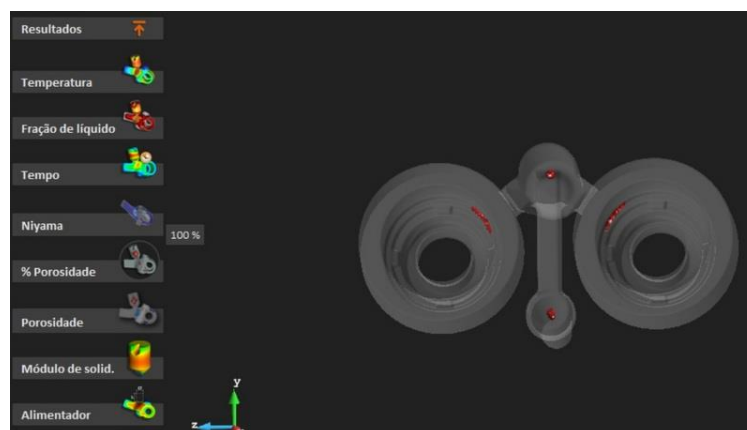 Resultados
Temperatura
Fração de líquido
Tempo
Niyama
100 %
% Porosidade
Porosidade
Módulo de solid.
Alimentador
y
z